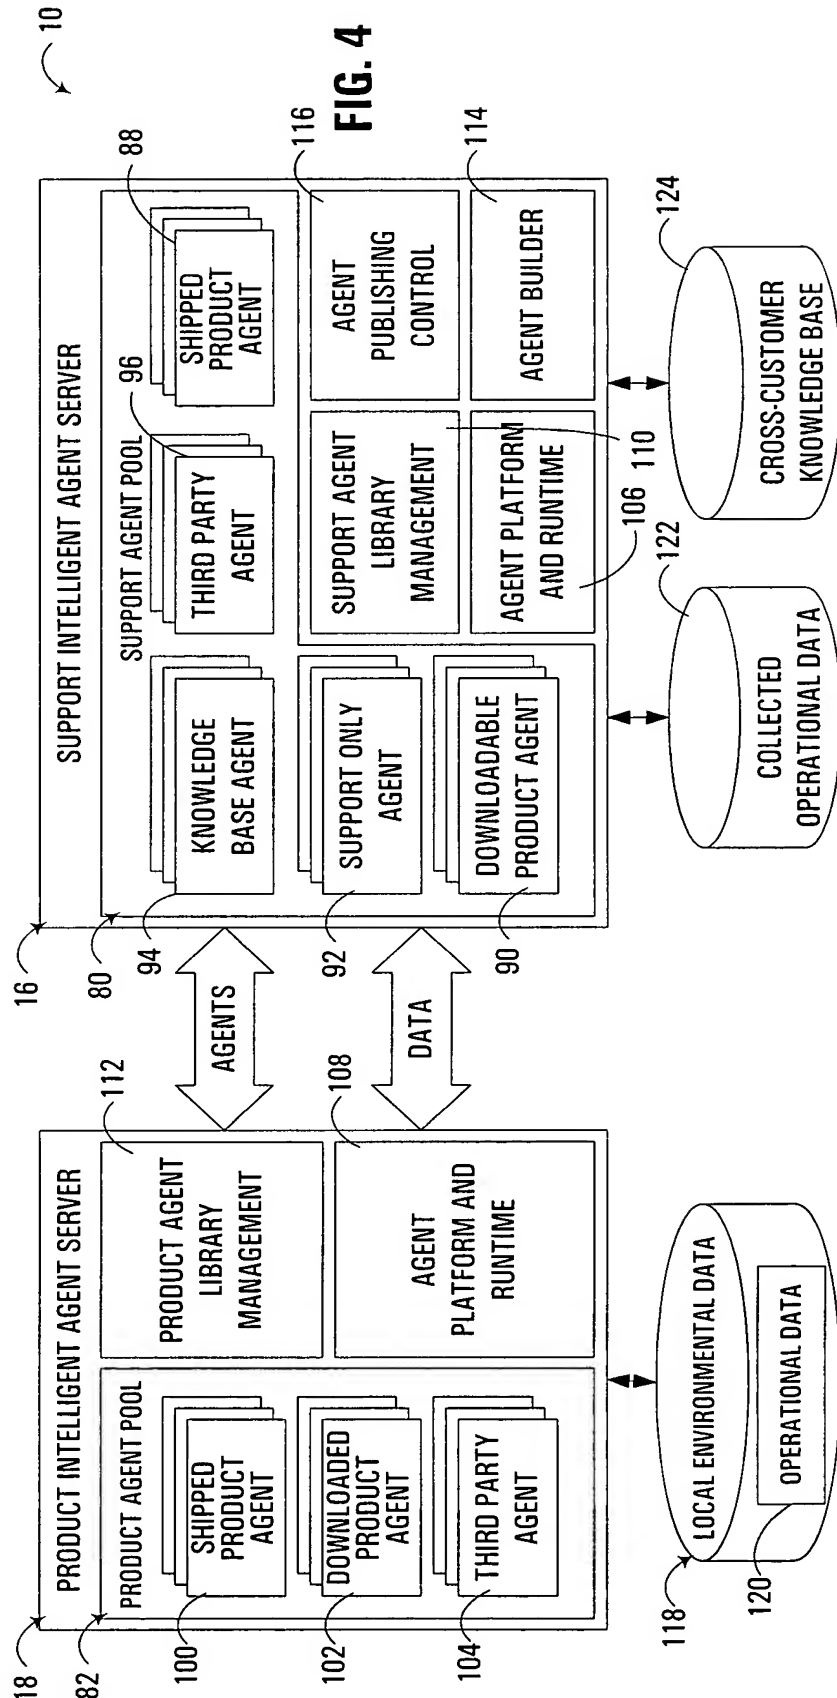 10
FIG. 4
18
PRODUCT INTELLIGENT AGENT SERVER
82
PRODUCT AGENT POOL
100
SHIPPED
PRODUCT
AGENT
102
DOWNLOADED
PRODUCT
AGENT
104
THIRD PARTY
AGENT
112
PRODUCT AGENT
LIBRARY
MANAGEMENT
108
AGENT
PLATFORM AND
RUNTIME
118
LOCAL ENVIRONMENTAL DATA
120
OPERATIONAL DATA
AGENTS
DATA
16
SUPPORT INTELLIGENT AGENT SERVER
80
SUPPORT AGENT POOL
94
KNOWLEDGE
BASE AGENT
96
THIRD PARTY
AGENT
88
SHIPPED
PRODUCT
AGENT
92
SUPPORT ONLY
AGENT
90
DOWNLOADABLE
PRODUCT AGENT
SUPPORT AGENT
LIBRARY
MANAGEMENT
110
AGENT
PUBLISHING
CONTROL
116
AGENT PLATFORM
AND RUNTIME
106
AGENT BUILDER
114
122
COLLECTED
OPERATIONAL DATA
124
CROSS-CUSTOMER
KNOWLEDGE BASE